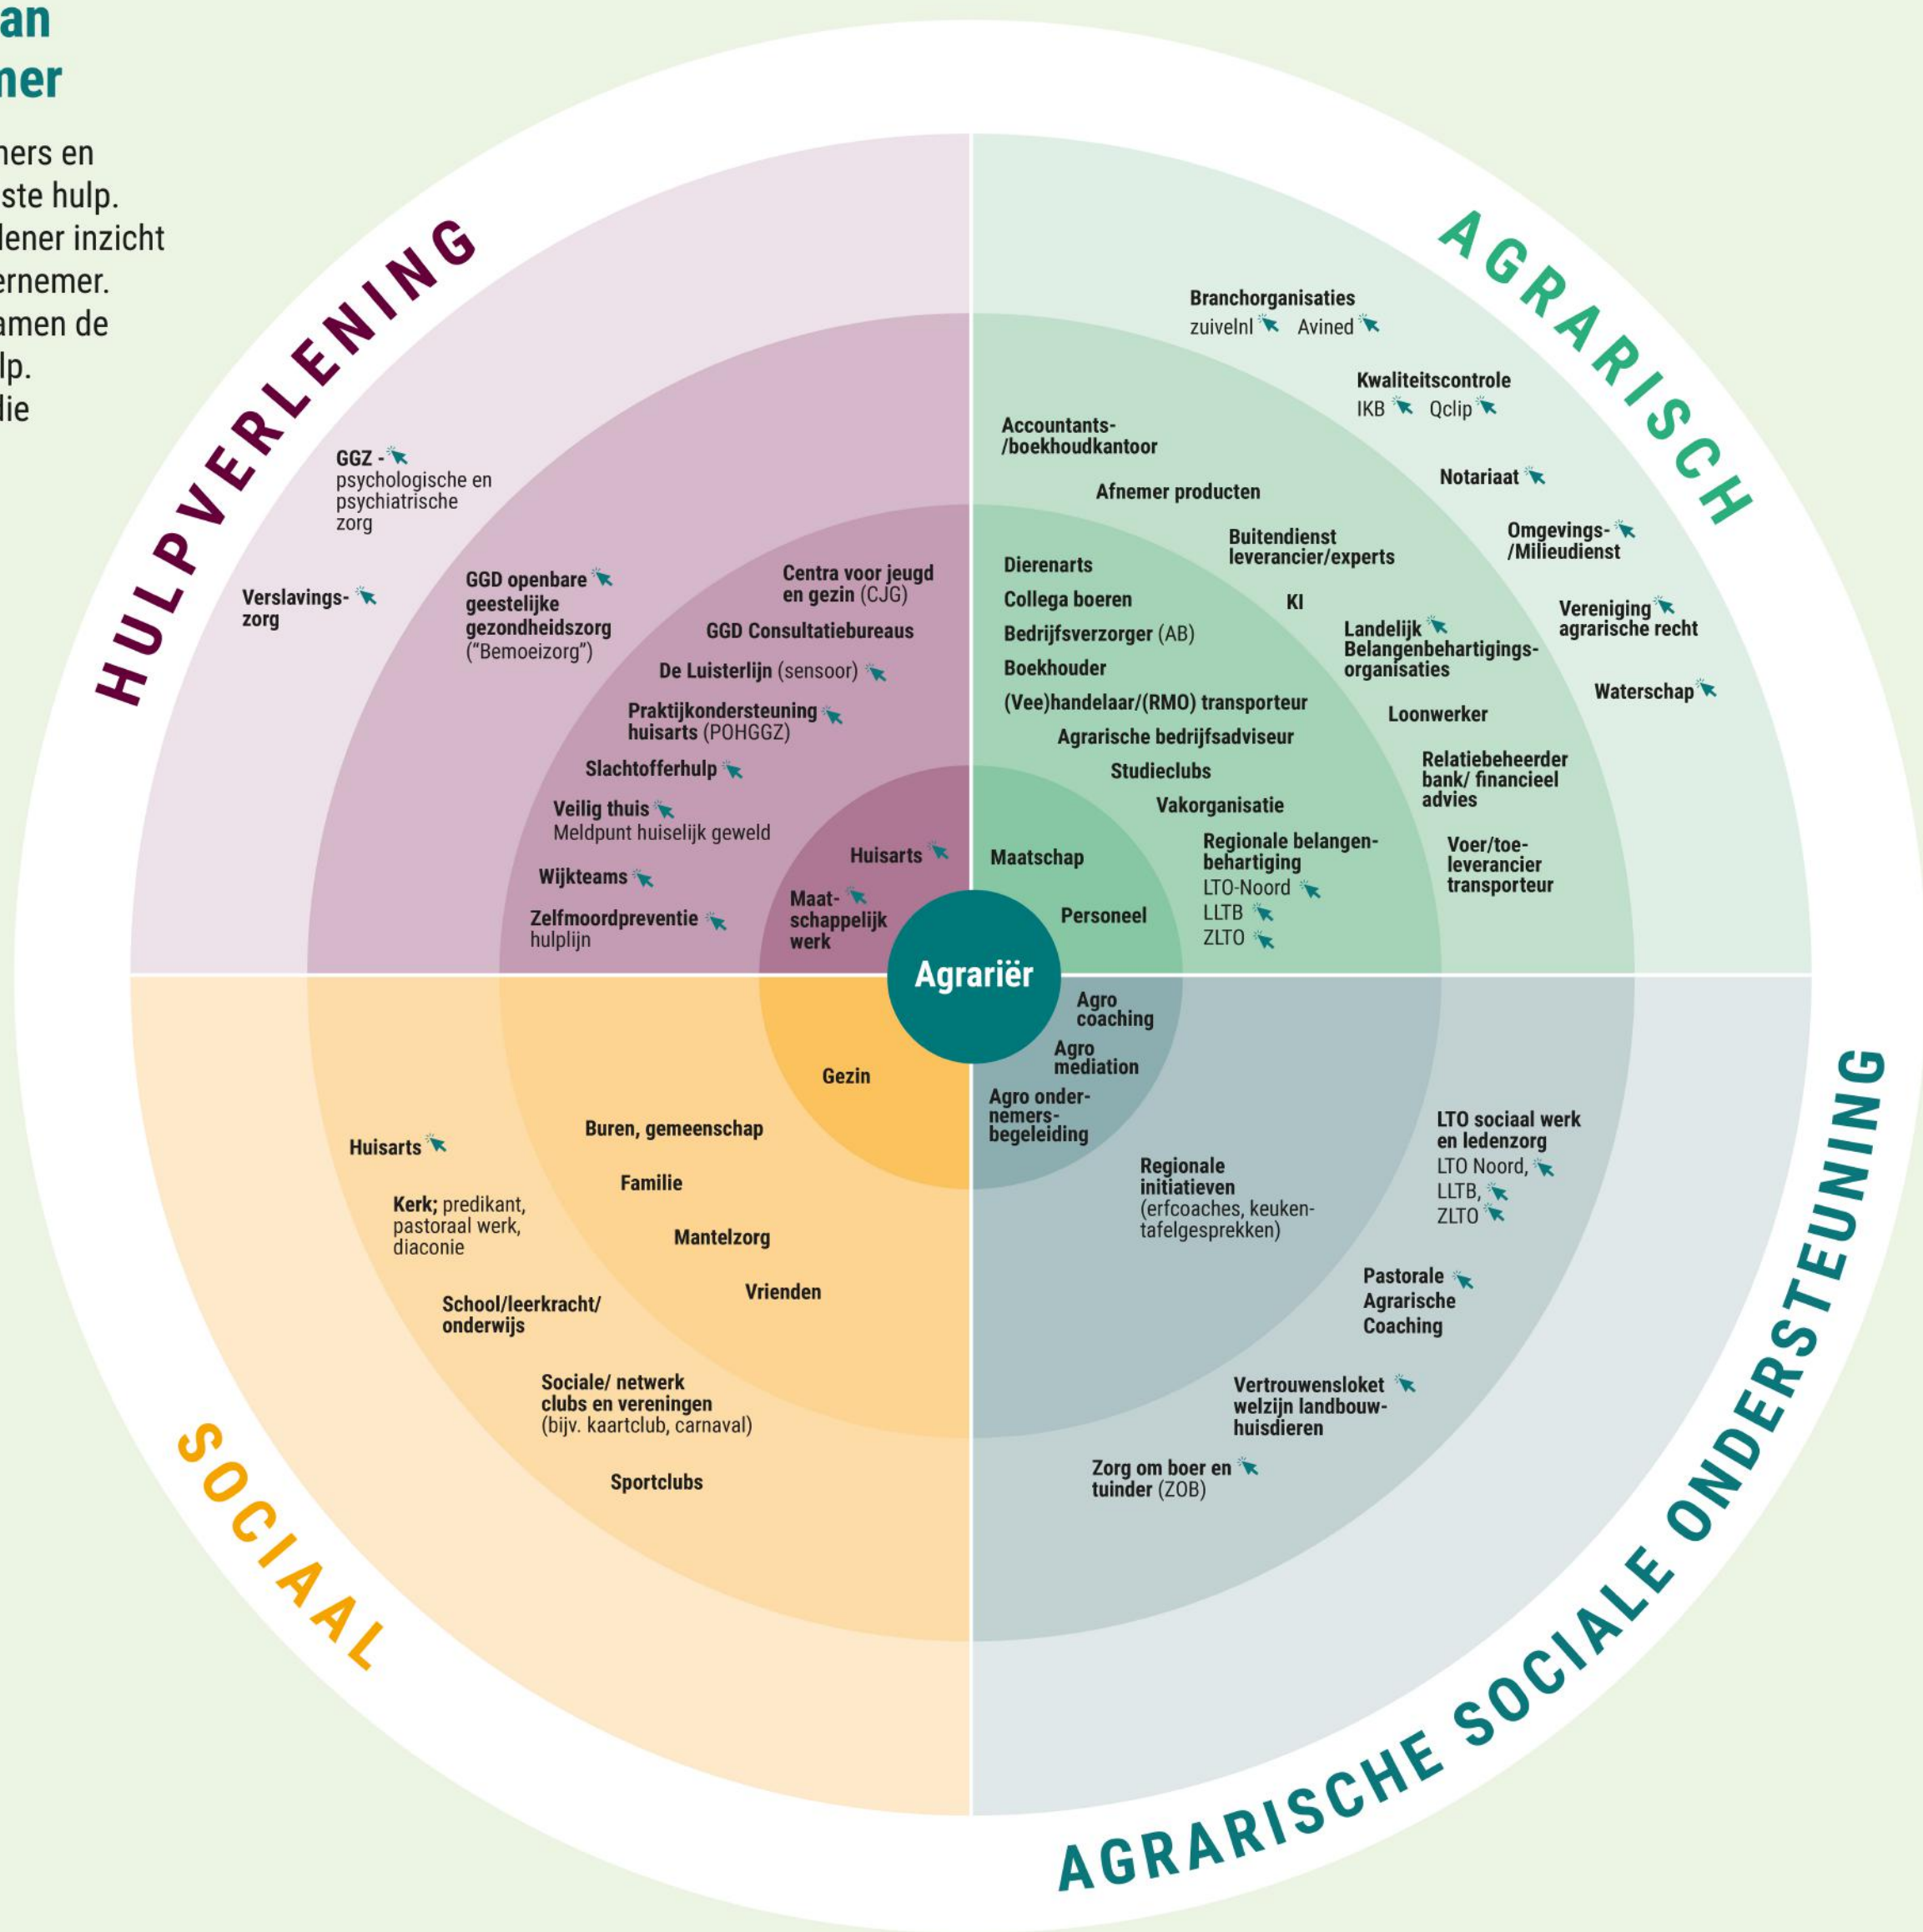 an
mer
ners en
ste hulp.
lener inzicht
ernemer.
amen de
lp.
lie
HULPVERLENING
GGZ -
psychologische en
psychiatrische
zorg
Verslavings-
zorg
GGD openbare
geestelijke
gezondheidszorg
(“Bemoeizorg”)
Centra voor jeugd
en gezin (CJG)
GGD Consultatiebureaus
De Luisterlijn (sensoor)
Praktijkondersteuning
huisarts (POHGGZ)
Slachtofferhulp
Veilig thuis
Meldpunt huiselijk geweld
Wijkteams
Zelfmoordpreventie
hulplijn
Huisarts
Maat-
schappelijk
werk
AGRARISCH
Branchorganisaties
zuivelnl Avined
Kwaliteitscontrole
IKB Qclip
Notariaat
Omgevings-
/Milieudienst
Vereniging
agrarische recht
Waterschap
Accountants-
/boekhoudkantoor
Afnemer producten
Buitendienst
leverancier/experts
KI
Landelijk
Belangenbehartigings-
organisaties
Loonwerker
Relatiebeheerder
bank/ financieel
advies
Voer/toe-
leverancier
transporteur
Dierenarts
Collega boeren
Bedrijfsverzorger (AB)
Boekhouder
(Vee)handelaar/(RMO) transporteur
Agrarische bedrijfsadviseur
Studieclubs
Vakorganisatie
Regionale belangen-
behartiging
LTO-Noord
LLTB
ZLTO
Maatschap
Personeel
Agrariër
Gezin
Buren, gemeenschap
Familie
Mantelzorg
Vrienden
Huisarts
Kerk; predikant,
pastoraal werk,
diaconie
School/leerkracht/
onderwijs
Sociale/ netwerk
clubs en vereningen
(bijv. kaartclub, carnaval)
Sportclubs
SOCIAAL
Agro
coaching
Agro
mediation
Agro onder-
nemers-
begeleiding
Regionale
initiatieven
(erfcoaches, keuken-
tafelgesprekken)
LTO sociaal werk
en ledenzorg
LTO Noord,
LLTB,
ZLTO
Pastorale
Agrarische
Coaching
Vertrouwensloket
welzijn landbouw-
huisdieren
Zorg om boer en
tuinder (ZOB)
AGRARISCHE SOCIALE ONDERSTEUNING